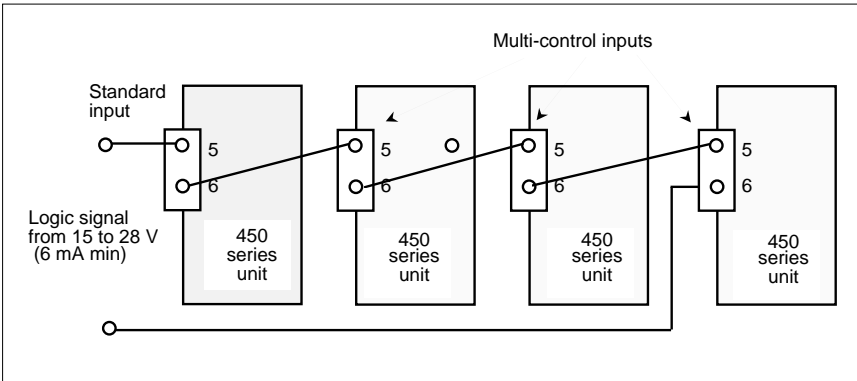 Multi-control inputs
Standard
input
5
6
5
6
5
6
5
6
Logic signal
from 15 to 28 V
(6 mA min)
450
series
unit
450
series
unit
450
series
unit
450
series
unit